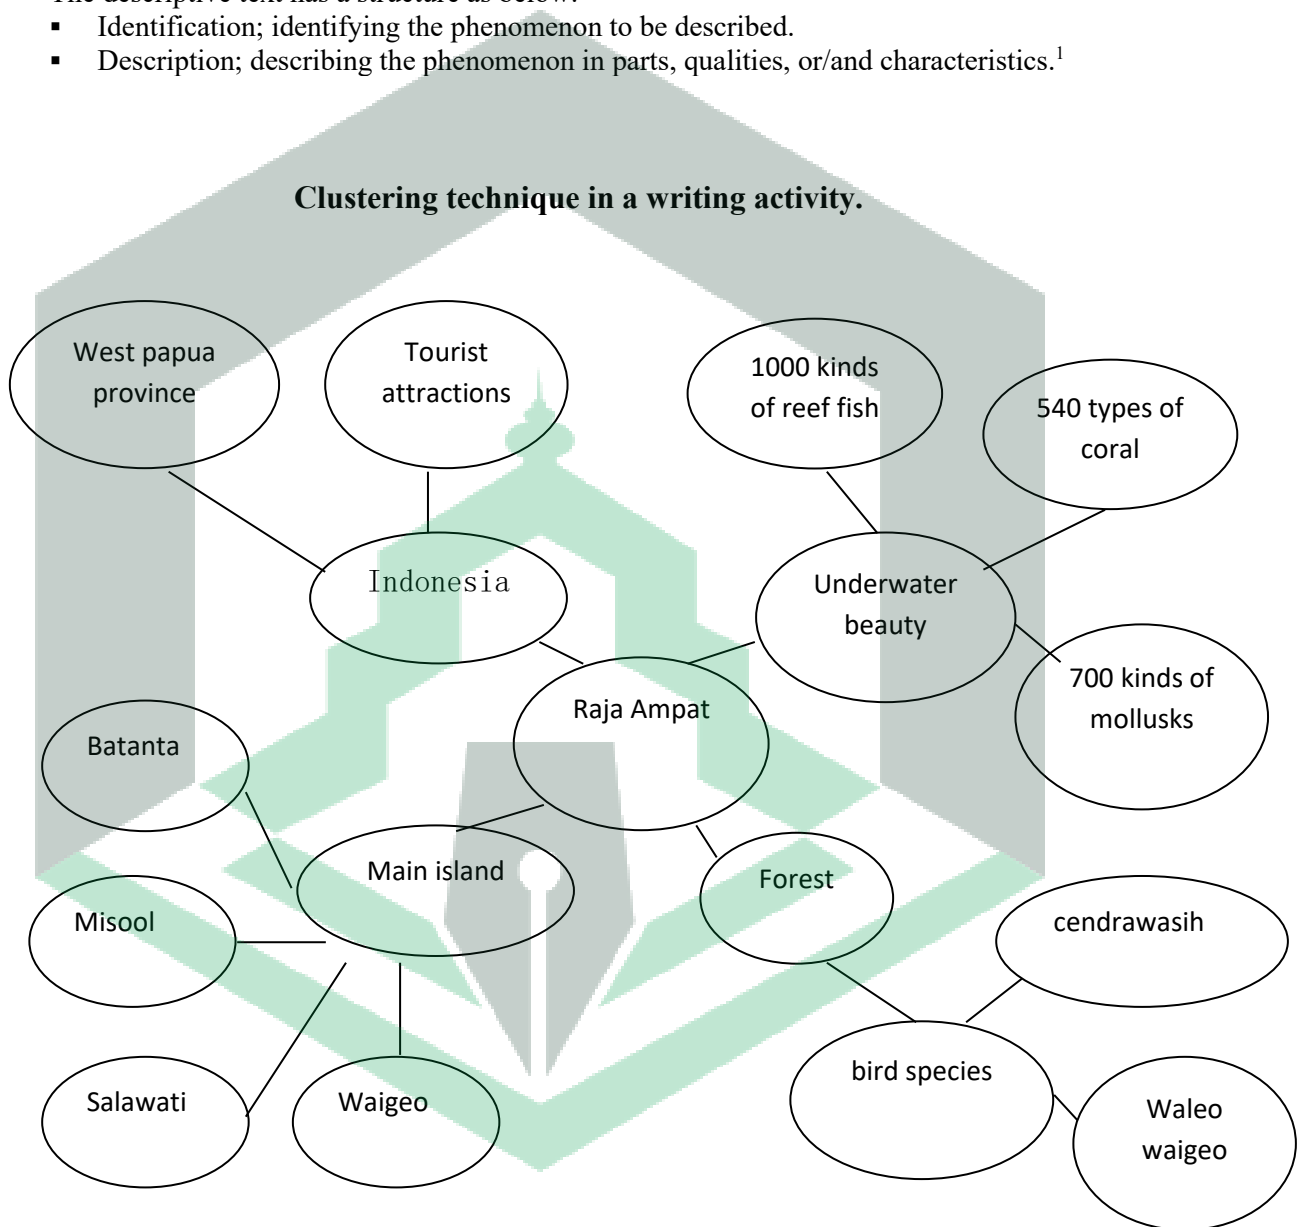 The descriptive text has a structure as below:
▪ Identification; identifying the phenomenon to be described.
▪ Description; describing the phenomenon in parts, qualities, or/and characteristics.1
Clustering technique in a writing activity.
West papua
province
Tourist
attractions
1000 kinds
of reef fish
540 types of
coral
Indonesia
Underwater
beauty
700 kinds of
mollusks
Raja Ampat
Batanta
Main island
Forest
Misool
cendrawasih
Salawati
Waigeo
bird species
Waleo
waigeo